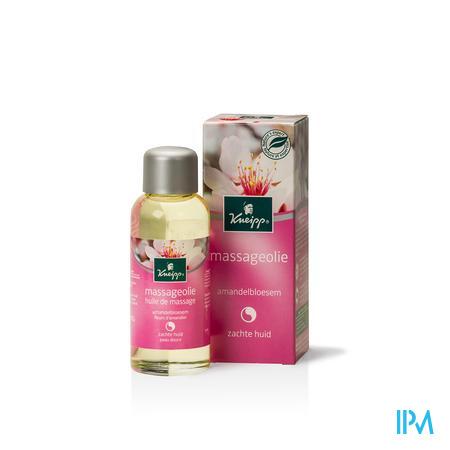 Kneipp®
massageolie
huile de massage
amandelbloesem
fleurs d'amandier
zachte huid
peau douce
Kneipp®
massageolie
amandelbloesem
zachte huid
IPM